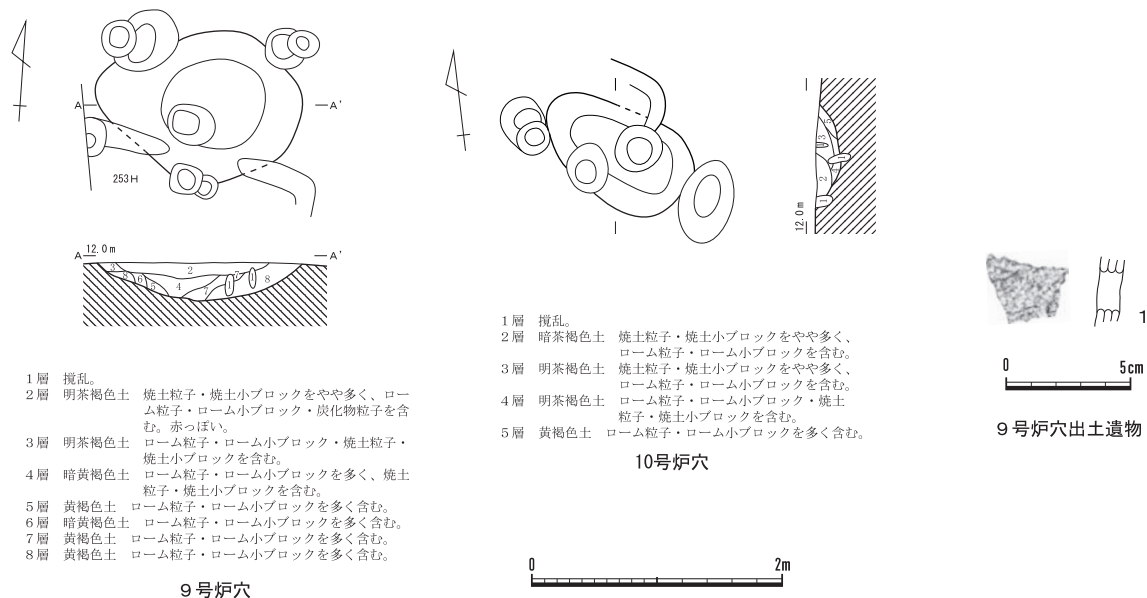 A
A'
253H
A 12.0m
A'
3 8 6 5 4 2 7 1 7 1 8
1層 撹乱。
2層 明茶褐色土 焼土粒子・焼土小ブロックをやや多く、ロー
ム粒子・ローム小ブロック・炭化物粒子を含
む。赤っぽい。
3層 明茶褐色土 ローム粒子・ローム小ブロック・焼土粒子・
焼土小ブロックを含む。
4層 暗黄褐色土 ローム粒子・ローム小ブロックを多く、焼土
粒子・焼土小ブロックを含む。
5層 黄褐色土 ローム粒子・ローム小ブロックを多く含む。
6層 暗黄褐色土 ローム粒子・ローム小ブロックを多く含む。
7層 黄褐色土 ローム粒子・ローム小ブロックを多く含む。
8層 黄褐色土 ローム粒子・ローム小ブロックを多く含む。
9号炉穴
12.0m
5
3
1
4
2
1
1層 撹乱。
2層 暗茶褐色土 焼土粒子・焼土小ブロックをやや多く、
ローム粒子・ローム小ブロックを含む。
3層 明茶褐色土 焼土粒子・焼土小ブロックをやや多く、
ローム粒子・ローム小ブロックを含む。
4層 明茶褐色土 ローム粒子・ローム小ブロック・焼土
粒子・焼土小ブロックを含む。
5層 黄褐色土 ローム粒子・ローム小ブロックを多く含む。
10号炉穴
0 2m
1
0 5cm
9号炉穴出土遺物